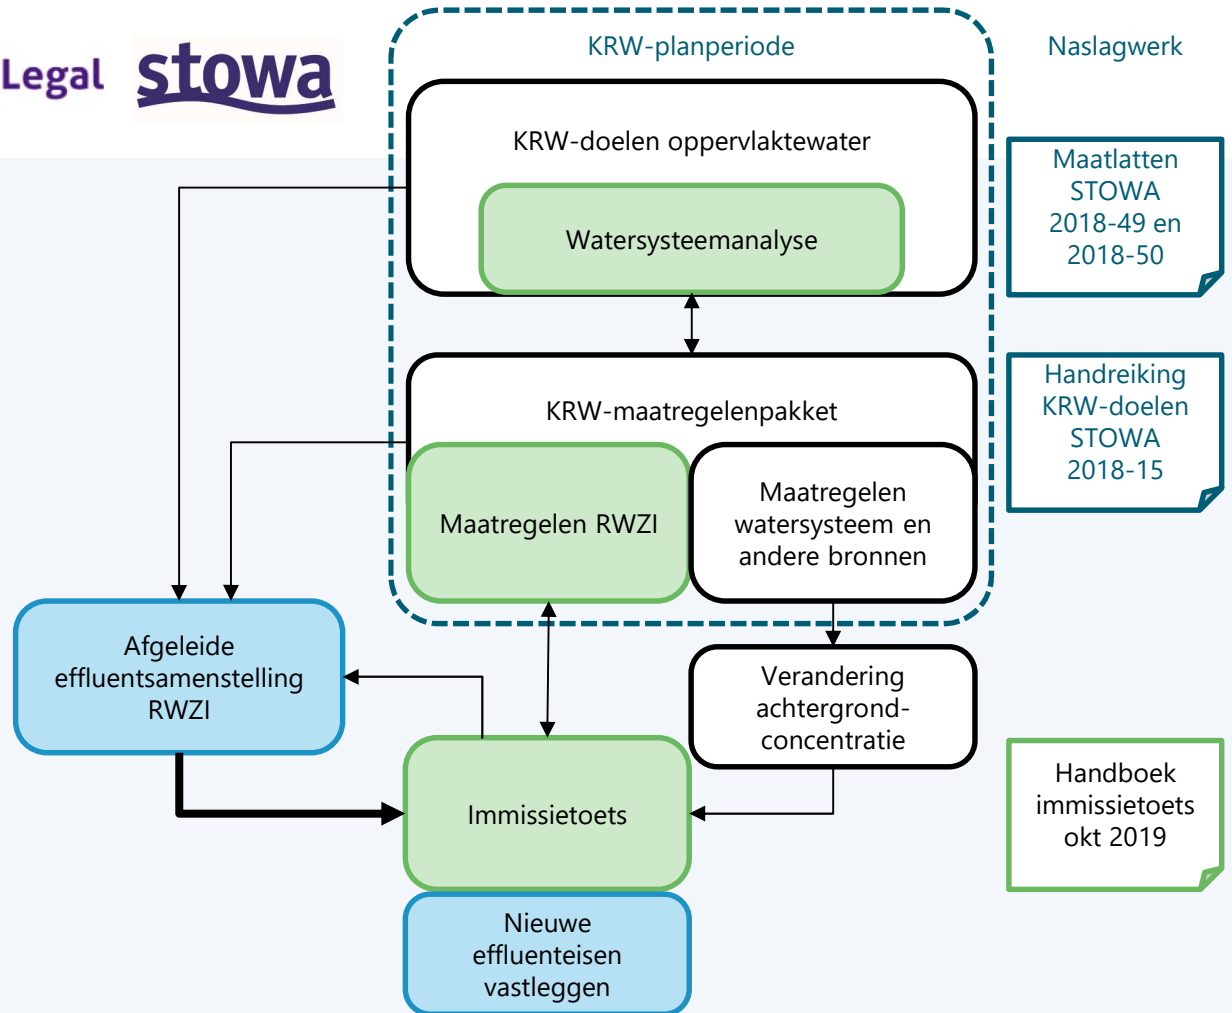 Legal
stowa
KRW-planperiode
Naslagwerk
KRW-doelen oppervlaktewater
Watersysteemanalyse
Maatlatten
STOWA
2018-49 en
2018-50
KRW-maatregelenpakket
Maatregelen RWZI
Maatregelen
watersysteem en
andere bronnen
Handreiking
KRW-doelen
STOWA
2018-15
Afgeleide
effluentsamenstelling
RWZI
Verandering
achtergrond-
concentratie
Immissietoets
Handboek
immissietoets
okt 2019
Nieuwe
effluenteisen
vastleggen